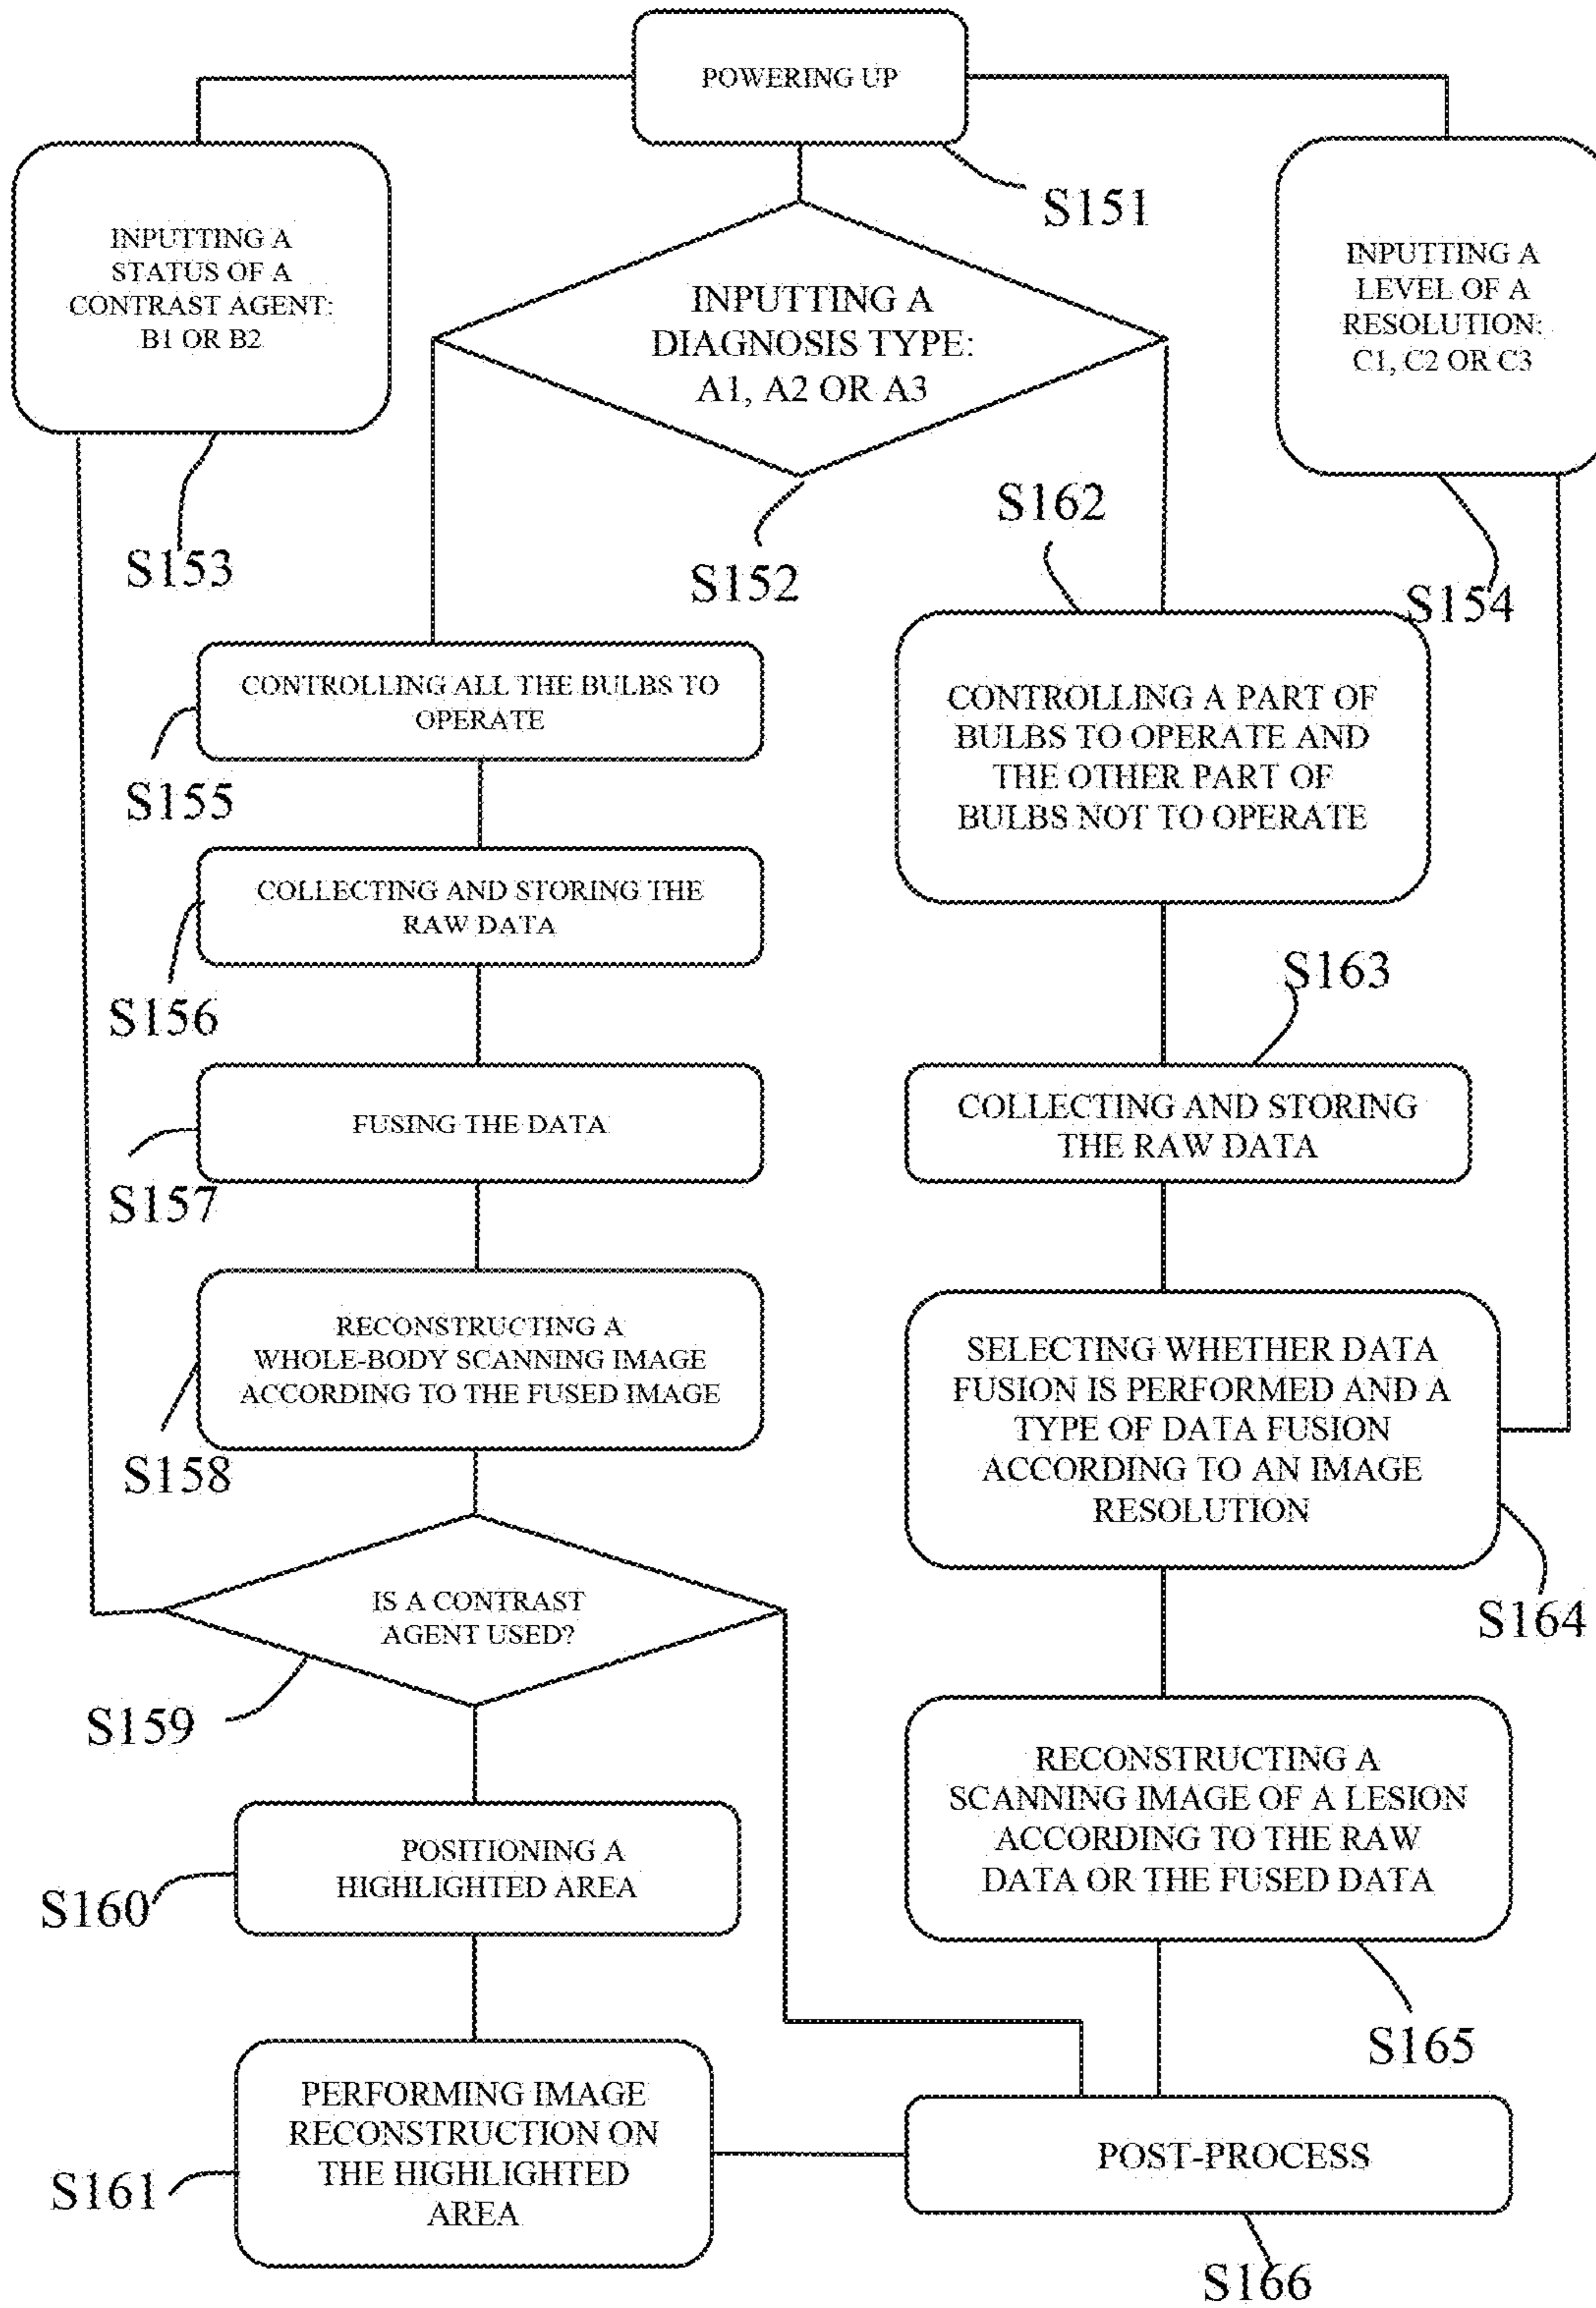 POWERING UP
S151
INPUTTING A
STATUS OF A
CONTRAST AGENT:
B1 OR B2
S153
INPUTTING A
DIAGNOSIS TYPE:
A1, A2 OR A3
S152
INPUTTING A
LEVEL OF A
RESOLUTION:
C1, C2 OR C3
S154
CONTROLLING ALL THE BULBS TO
OPERATE
S155
COLLECTING AND STORING THE
RAW DATA
S156
FUSING THE DATA
S157
RECONSTRUCTING A
WHOLE-BODY SCANNING IMAGE
ACCORDING TO THE FUSED IMAGE
S158
IS A CONTRAST
AGENT USED?
S159
POSITIONING A
HIGHLIGHTED AREA
S160
PERFORMING IMAGE
RECONSTRUCTION ON
THE HIGHLIGHTED
AREA
S161
S162
CONTROLLING A PART OF
BULBS TO OPERATE AND
THE OTHER PART OF
BULBS NOT TO OPERATE
S163
COLLECTING AND STORING
THE RAW DATA
SELECTING WHETHER DATA
FUSION IS PERFORMED AND A
TYPE OF DATA FUSION
ACCORDING TO AN IMAGE
RESOLUTION
S164
RECONSTRUCTING A
SCANNING IMAGE OF A LESION
ACCORDING TO THE RAW
DATA OR THE FUSED DATA
S165
POST-PROCESS
S166